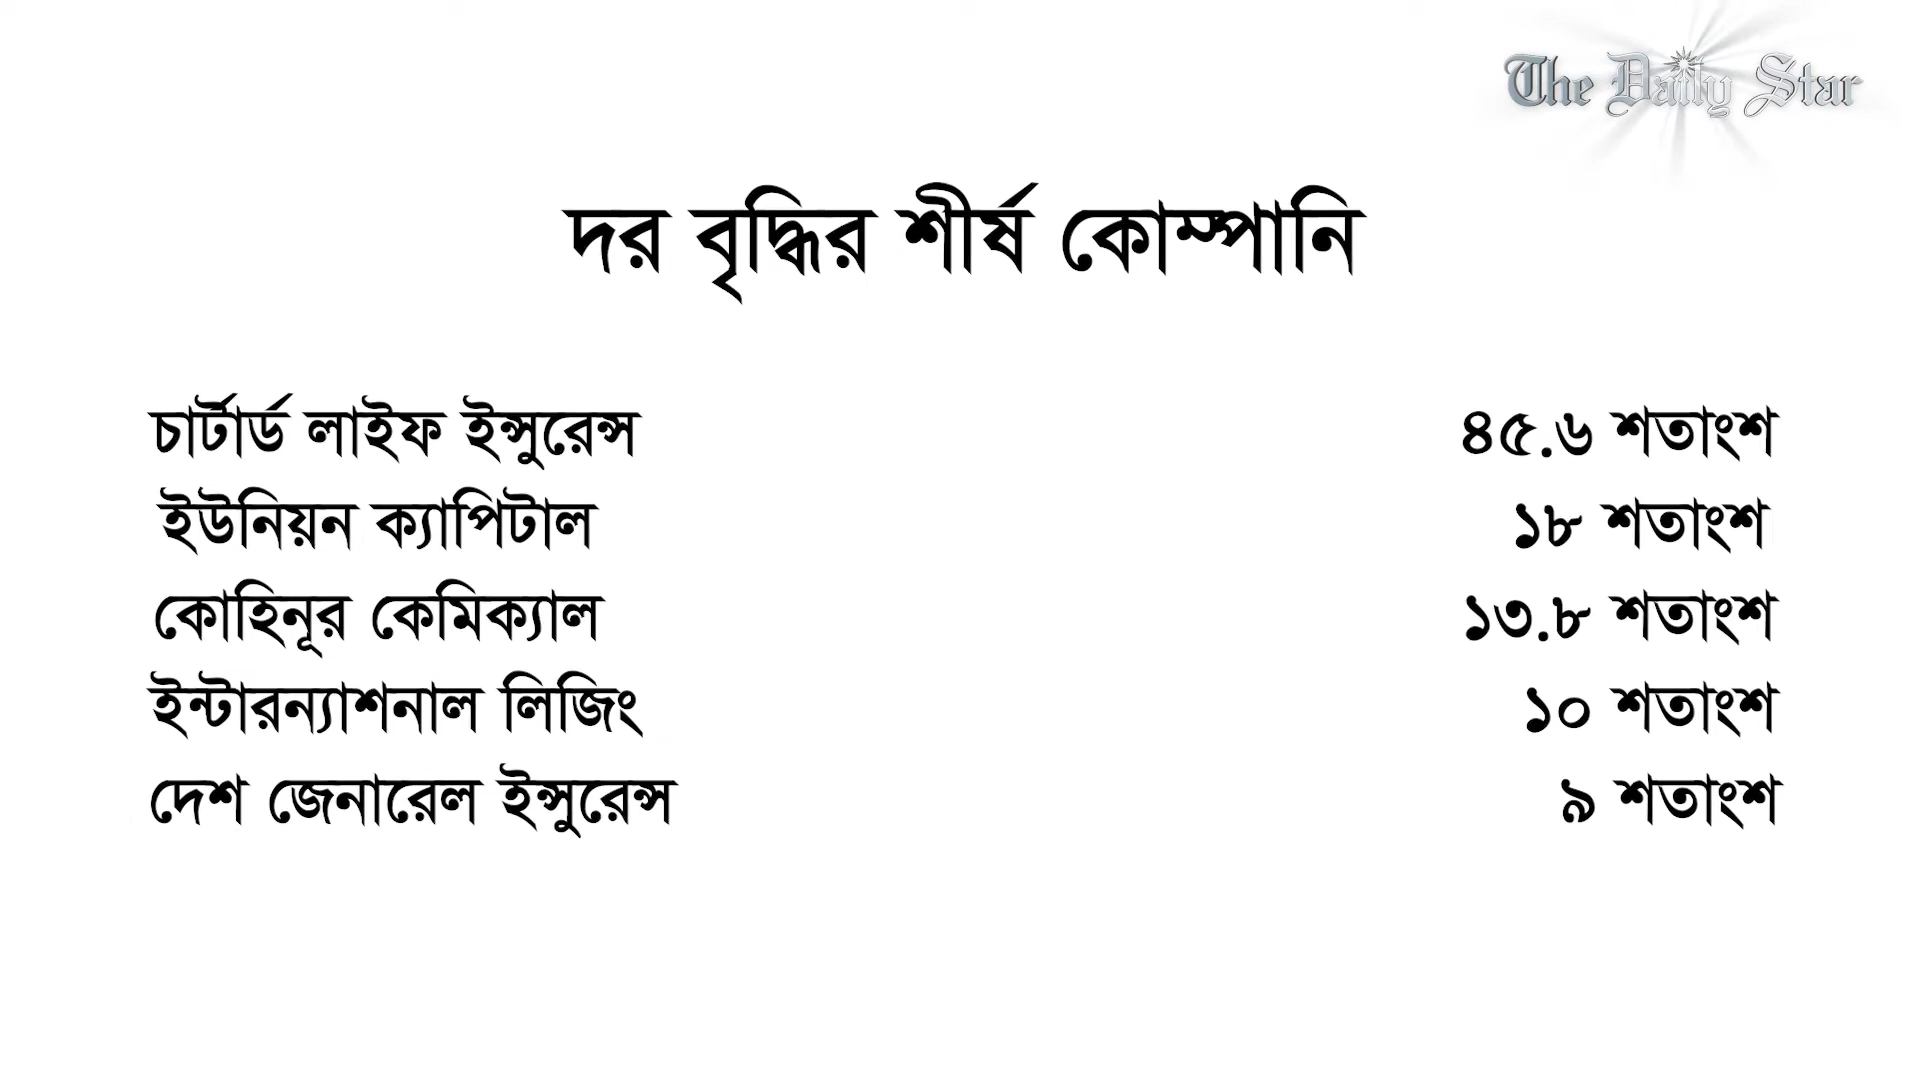 The Daily Star
দর বৃদ্ধির শীর্ষ কোম্পানি
চার্টার্ড লাইফ ইন্সুরেন্স ৪৫.৬ শতাংশ
ইউনিয়ন ক্যাপিটাল ১৮ শতাংশ
কোহিনূর কেমিক্যাল ১৩.৮ শতাংশ
ইন্টারন্যাশনাল লিজিং ১০ শতাংশ
দেশ জেনারেল ইন্সুরেন্স ৯ শতাংশ